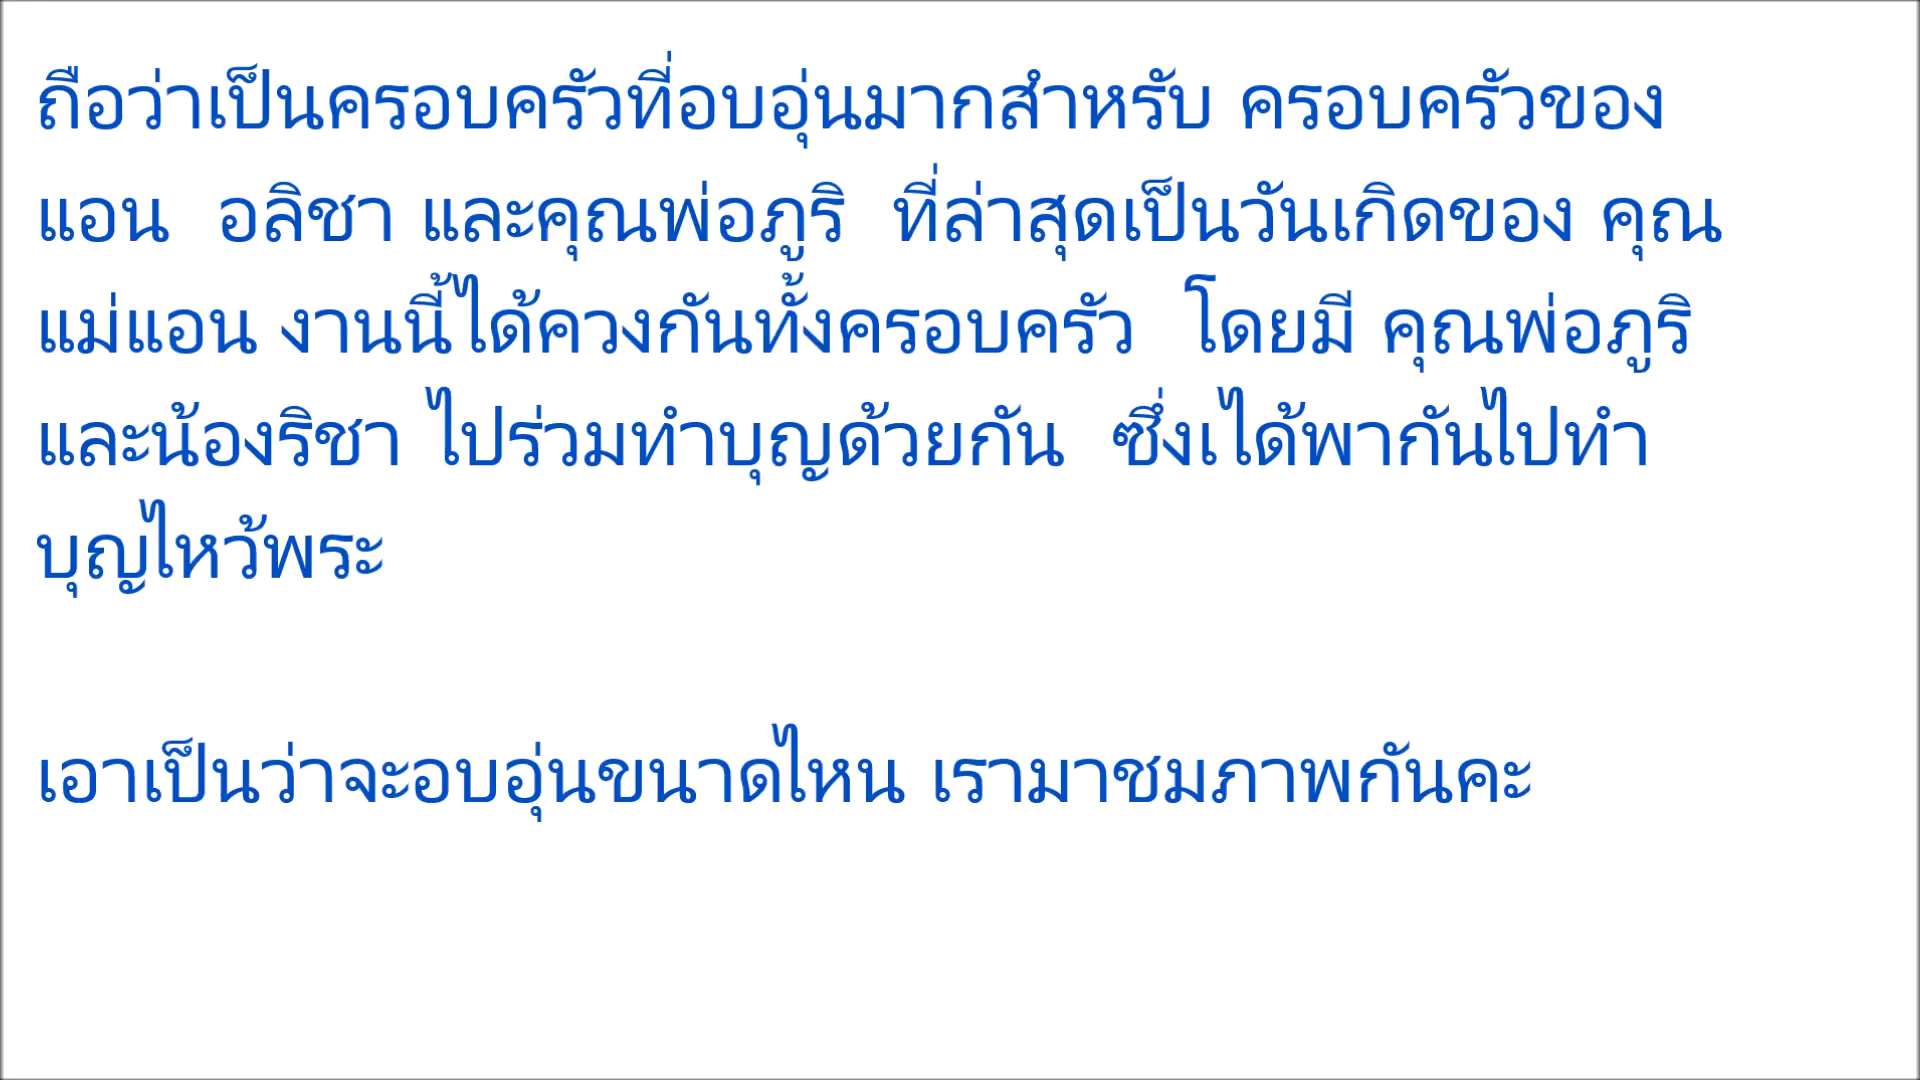 ถือว่าเป็นครอบครัวที่อบอุ่นมากสำหรับ ครอบครัวของ
แอน  อลิชา และคุณพ่อภูริ  ที่ล่าสุดเป็นวันเกิดของ คุณ
แม่แอน งานนี้ได้ควงกันทั้งครอบครัว  โดยมี คุณพ่อภูริ
และน้องริชา ไปร่วมทำบุญด้วยกัน  ซึ่งเได้พากันไปทำ
บุญไหว้พระ
เอาเป็นว่าจะอบอุ่นขนาดไหน เรามาชมภาพกันคะ